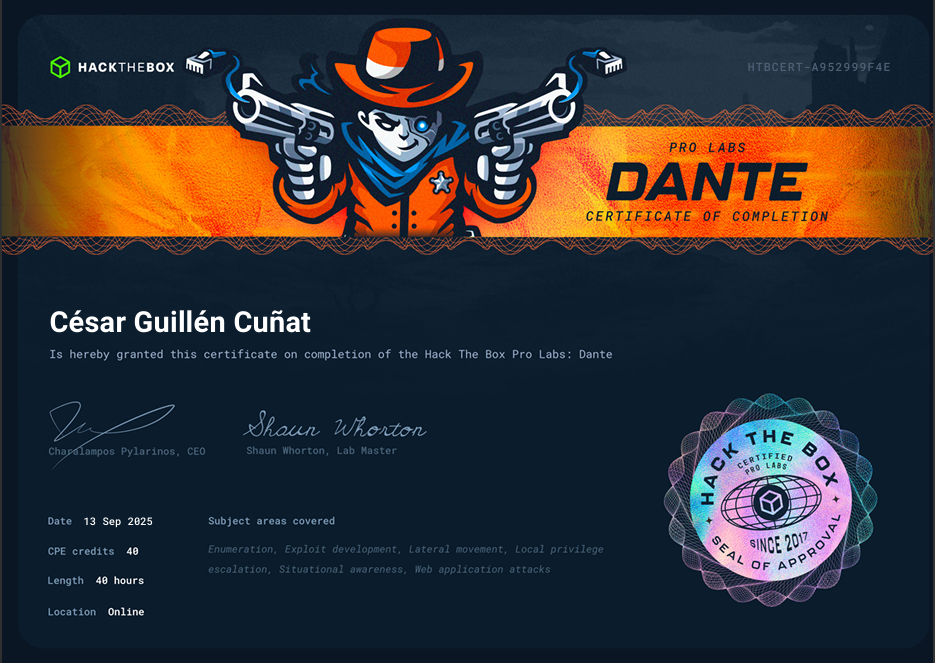 HACKTHEBOX
HTBCERT-A952999F4E
PRO LABS
DANTE
CERTIFICATE OF COMPLETION
César Guillén Cuñat
Is hereby granted this certificate on completion of the Hack The Box Pro Labs: Dante
Shaun Whorton
Charalampos Pylarinos, CEO
Shaun Whorton, Lab Master
Date 13 Sep 2025
CPE credits 40
Length 40 hours
Location Online
Subject areas covered
Enumeration, Exploit development, Lateral movement, Local privilege
escalation, Situational awareness, Web application attacks
HACK THE BOX
CERTIFIED
PRO LABS
SINCE 2017
SEAL OF APPROVAL